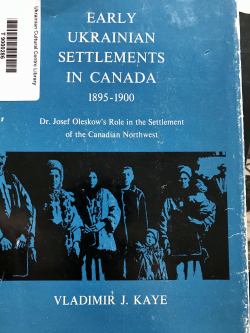 EARLY
UKRAINIAN
SETTLEMENTS
IN CANADA
1895-1900
Dr. Josef Oleskow's Role in the Settlement
of the Canadian Northwest
VLADIMIR J. KAYE
Ukrainian Cultural Centre Library